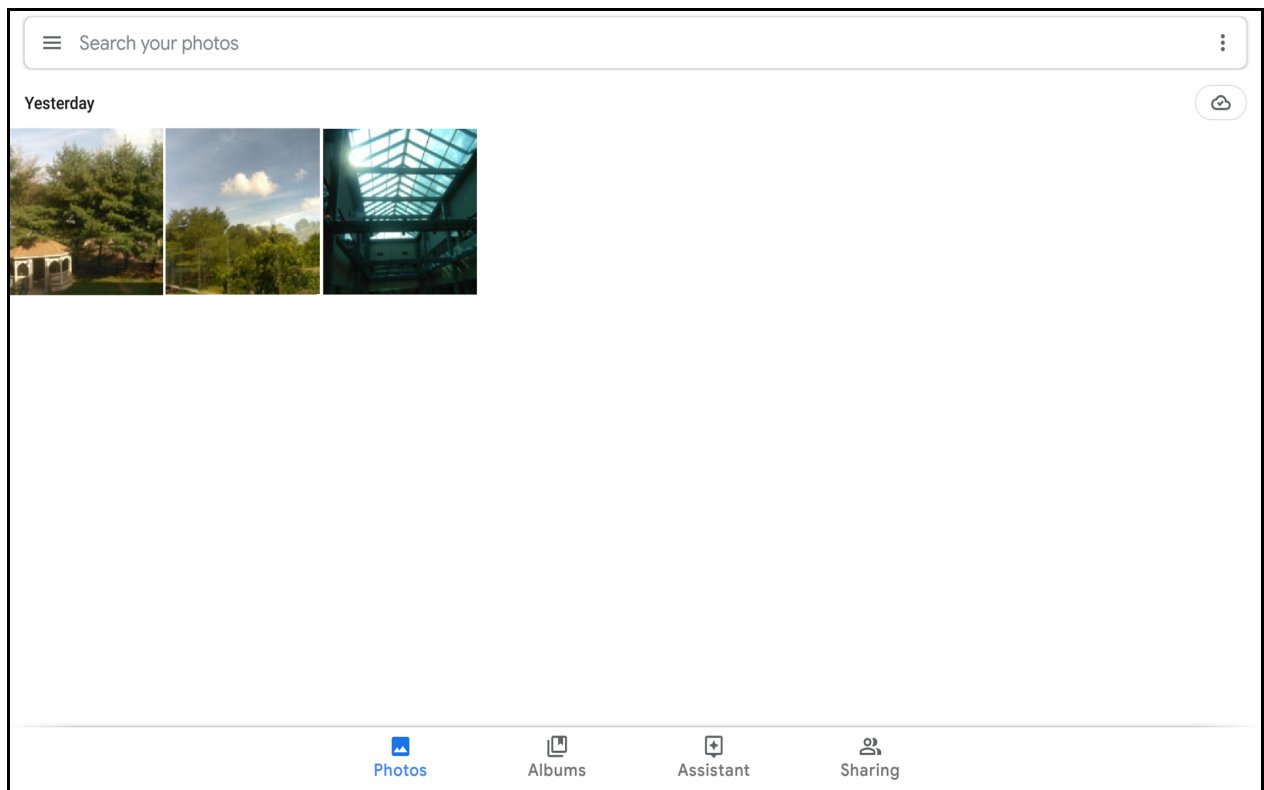 Search your photos
Yesterday
Photos
Albums
Assistant
Sharing